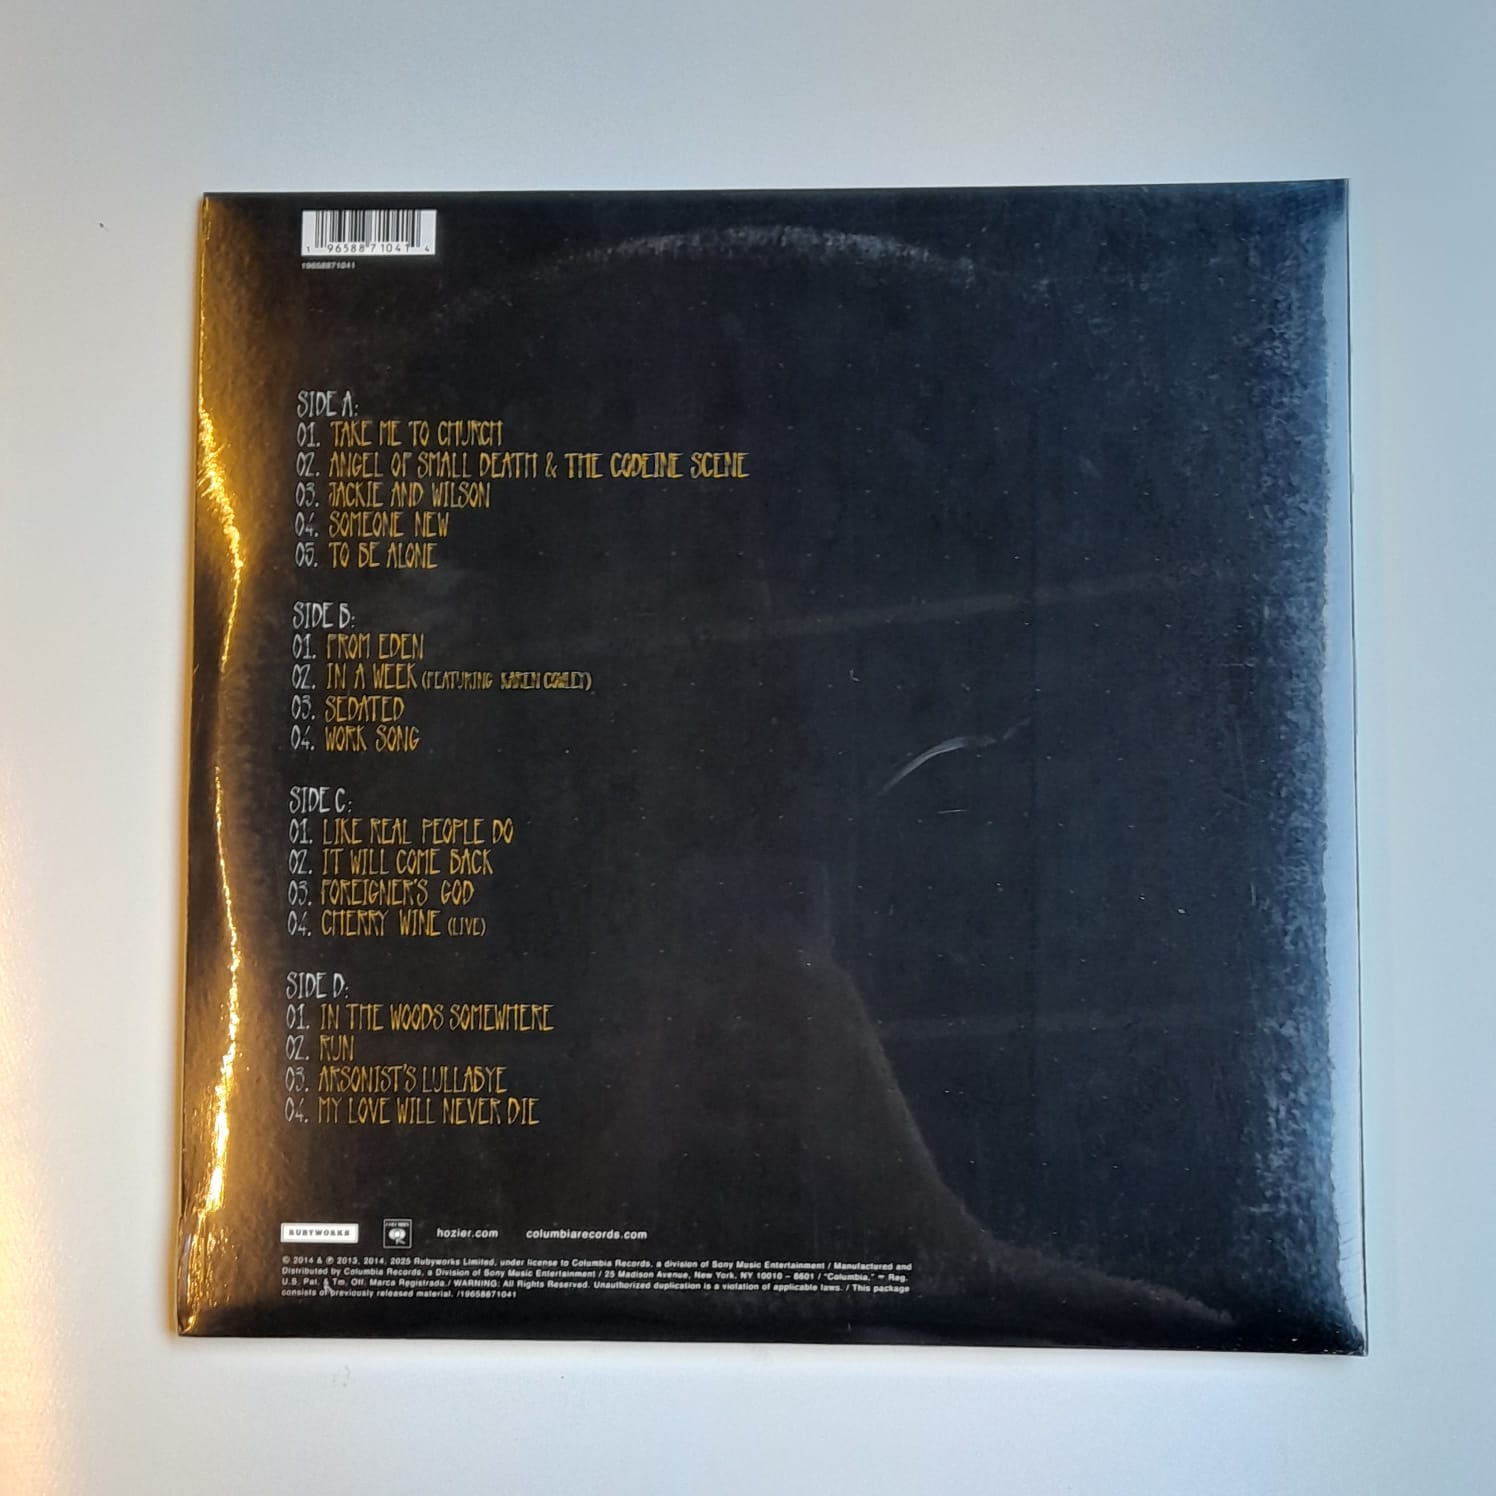 1 96588 71041 4
19658871041
SIDE A:
01. TAKE ME TO CHURCH
02. ANGEL OF SMALL DEATH & THE CODEINE SCENE
03. JACKIE AND WILSON
04. SOMEONE NEW
05. TO BE ALONE
SIDE B:
01. FROM EDEN
02. IN A WEEK (FEATURING KAREN COWLEY)
03. SEDATED
04. WORK SONG
SIDE C:
01. LIKE REAL PEOPLE DO
02. IT WILL COME BACK
03. FOREIGNER'S GOD
04. CHERRY WINE (LIVE)
SIDE D:
01. IN THE WOODS SOMEWHERE
02. RUN
03. ARSONIST'S LULLABYE
04. MY LOVE WILL NEVER DIE
RUBYWORKS hozier.com columbiarecords.com
© 2014 & ℗ 2013, 2014, 2025 Rubyworks Limited, under license to Columbia Records, a division of Sony Music Entertainment / Manufactured and
Distributed by Columbia Records, a Division of Sony Music Entertainment / 25 Madison Avenue, New York, NY 10010 - 8601 / "Columbia," Reg.
U.S. Pat. & Tm. Off. Marca Registrada./ WARNING: All Rights Reserved. Unauthorized duplication is a violation of applicable laws. / This package
consists of previously released material. /19658871041